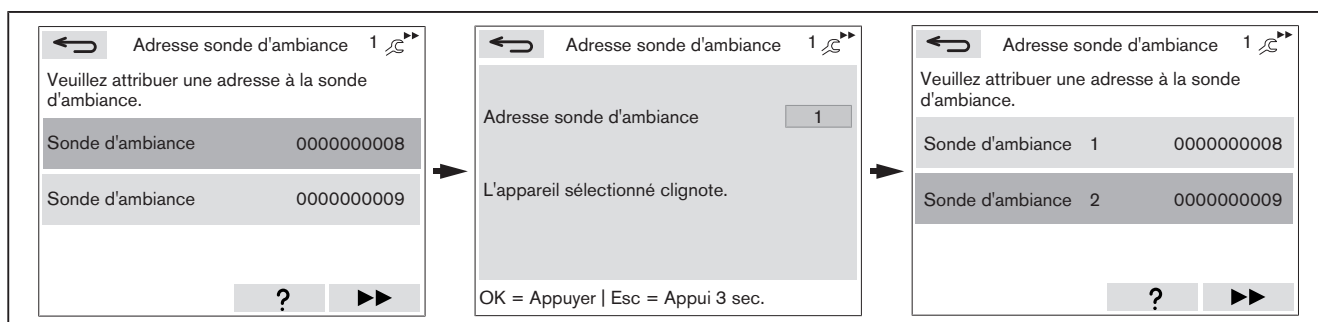 Adresse sonde d'ambiance 1
Veuillez attribuer une adresse à la sonde
d'ambiance.
Sonde d'ambiance 0000000008
Sonde d'ambiance 0000000009
?
Adresse sonde d'ambiance 1
Adresse sonde d'ambiance 1
L'appareil sélectionné clignote.
OK = Appuyer | Esc = Appui 3 sec.
Adresse sonde d'ambiance 1
Veuillez attribuer une adresse à la sonde
d'ambiance.
Sonde d'ambiance 1 0000000008
Sonde d'ambiance 2 0000000009
?